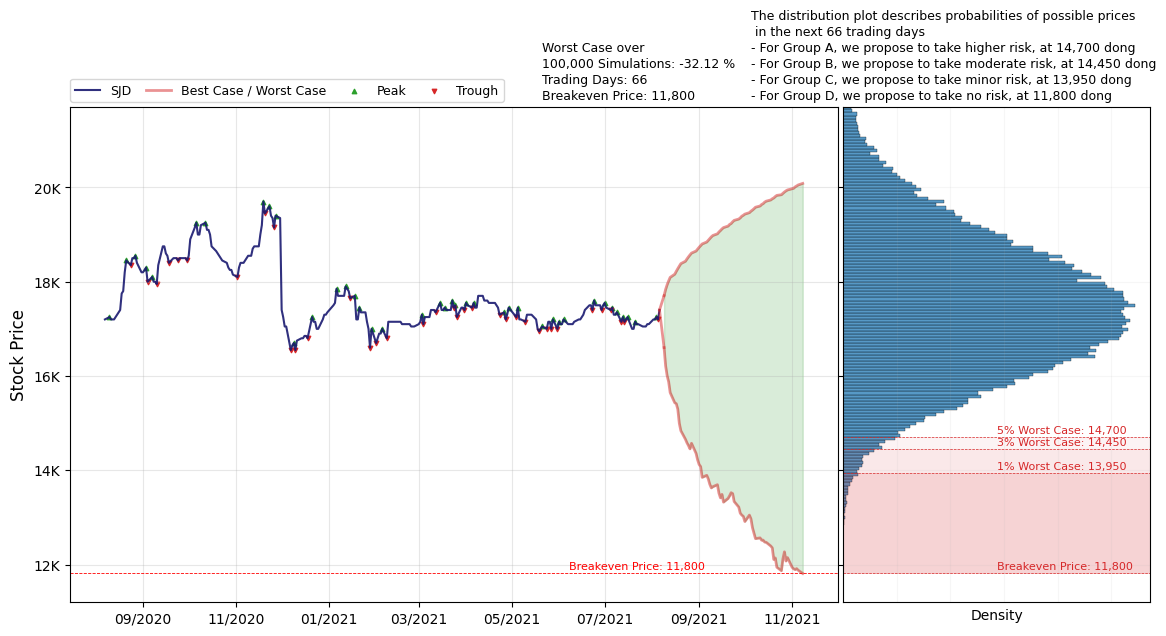 The distribution plot describes probabilities of possible prices
in the next 66 trading days
- For Group A, we propose to take higher risk, at 14,700 dong
- For Group B, we propose to take moderate risk, at 14,450 dong
- For Group C, we propose to take minor risk, at 13,950 dong
- For Group D, we propose to take no risk, at 11,800 dong
Worst Case over
100,000 Simulations: -32.12 %
Trading Days: 66
Breakeven Price: 11,800
SJD
Best Case / Worst Case
Peak
Trough
Stock Price
20K
18K
16K
14K
12K
09/2020
11/2020
01/2021
03/2021
05/2021
07/2021
09/2021
11/2021
Breakeven Price: 11,800
5% Worst Case: 14,700
3% Worst Case: 14,450
1% Worst Case: 13,950
Breakeven Price: 11,800
Density